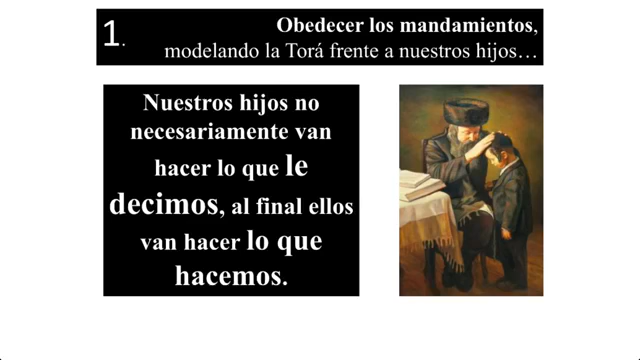 1.
Obedecer los mandamientos,
modelando la Torá frente a nuestros hijos…
Nuestros hijos no
necesariamente van
hacer lo que le
decimos, al final ellos
van hacer lo que
hacemos.